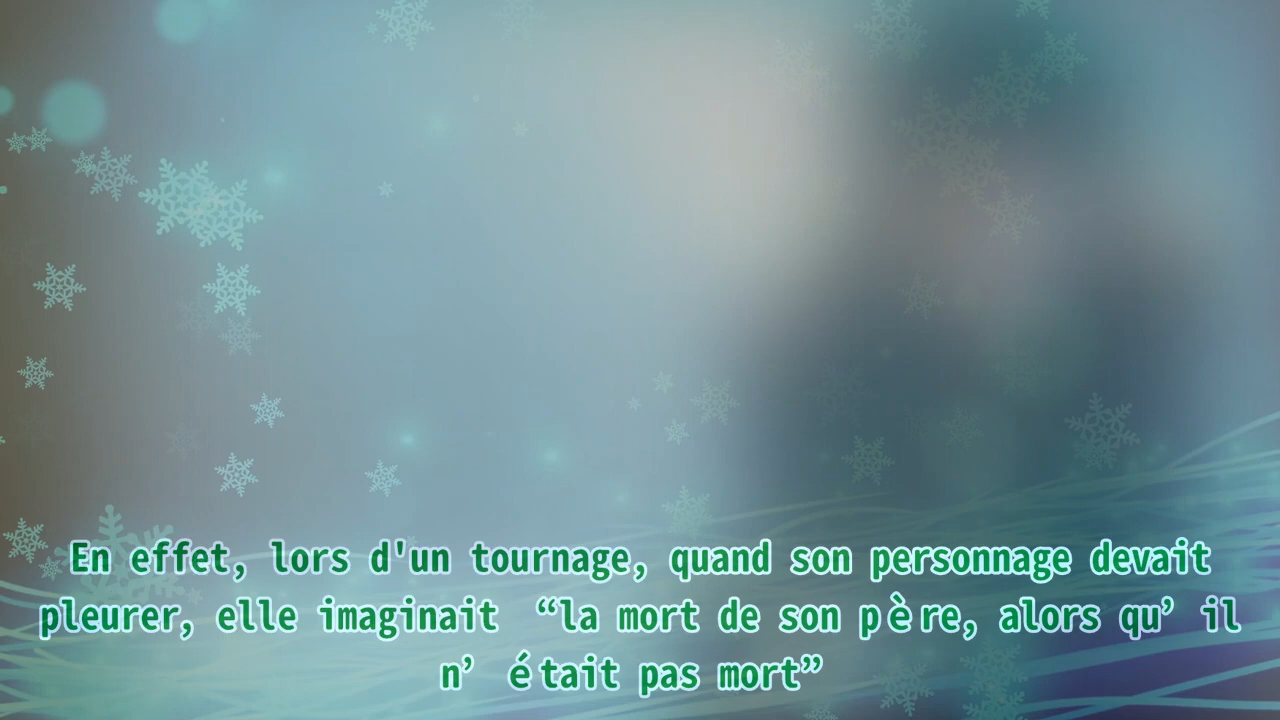 En effet, lors d'un tournage, quand son personnage devait
pleurer, elle imaginait “la mort de son père, alors qu’ il
n’ était pas mort”